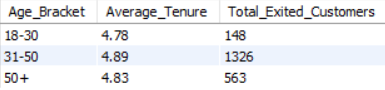 Age_Bracket Average_Tenure Total_Exited_Customers
18-30 4.78 148
31-50 4.89 1326
50+ 4.83 563